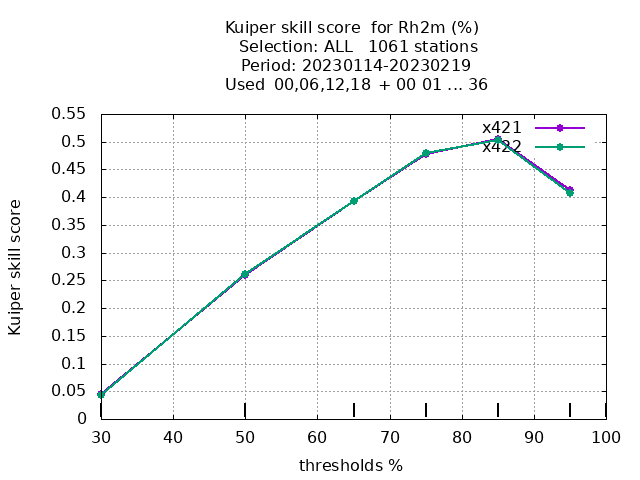 Kuiper skill score for Rh2m (%)
Selection: ALL 1061 stations
Period: 20230114-20230219
Used 00,06,12,18 + 00 01 ... 36
x421
x422
0.55
0.5
0.45
0.4
0.35
0.3
0.25
0.2
0.15
0.1
0.05
0
Kuiper skill score
30 40 50 60 70 80 90 100
thresholds %